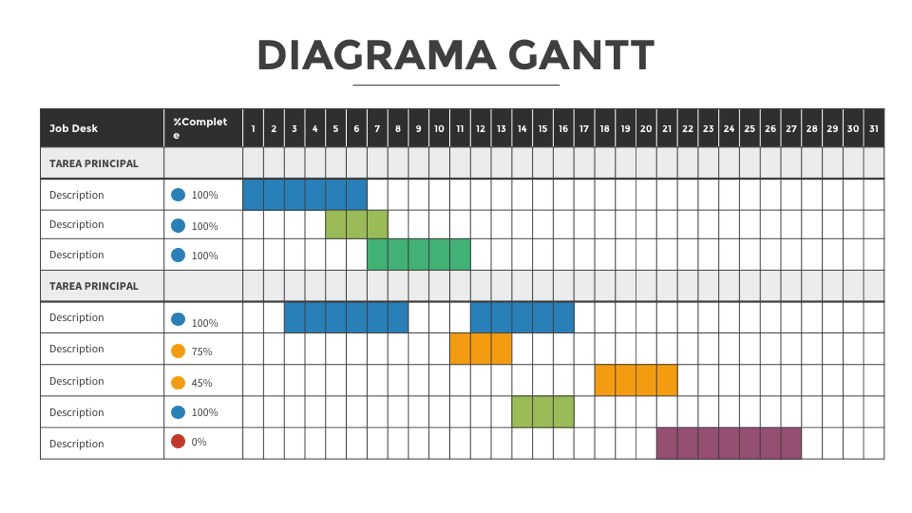 DIAGRAMA GANTT
Job Desk %Complet
e 1 2 3 4 5 6 7 8 9 10 11 12 13 14 15 16 17 18 19 20 21 22 23 24 25 26 27 28 29 30 31
TAREA PRINCIPAL
Description 100%
Description 100%
Description 100%
TAREA PRINCIPAL
Description 100%
Description 75%
Description 45%
Description 100%
Description 0%